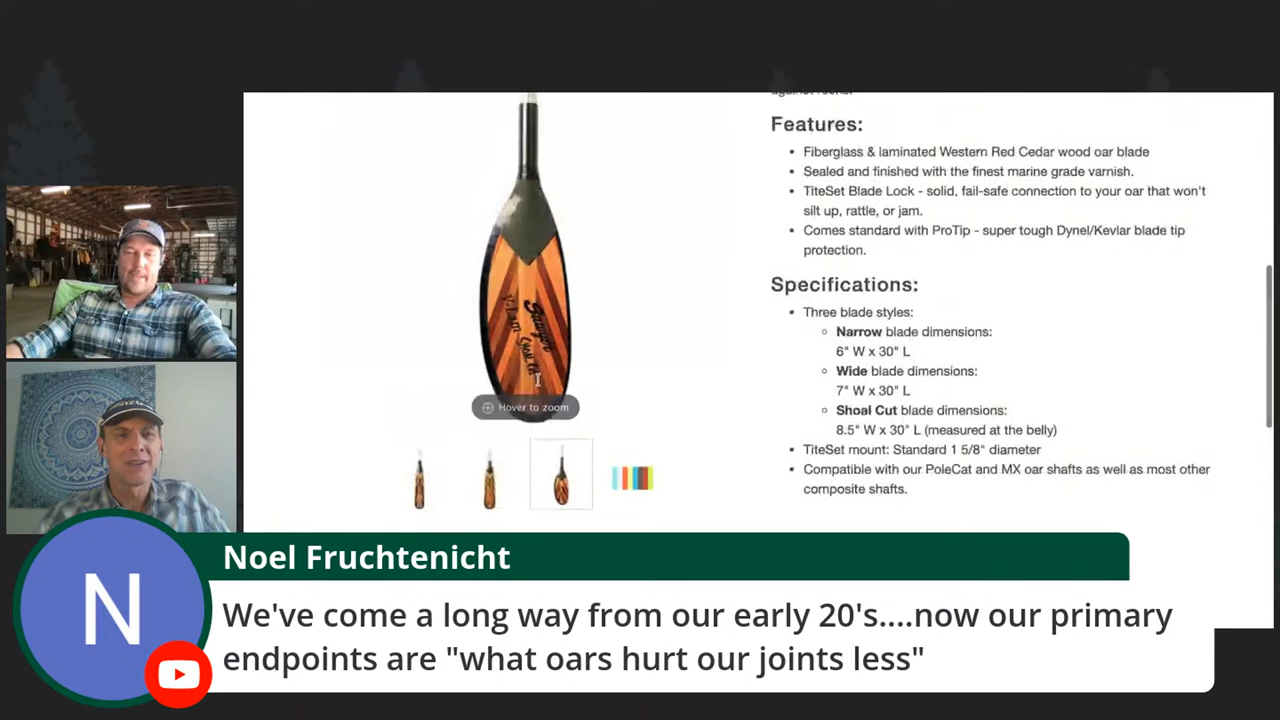 Features:
Fiberglass & laminated Western Red Cedar wood oar blade
Sealed and finished with the finest marine grade varnish.
TiteSet Blade Lock - solid, fail-safe connection to your oar that won't
silt up, rattle, or jam.
Comes standard with ProTip - super tough Dynel/Kevlar blade tip
protection.
Specifications:
Three blade styles:
Narrow blade dimensions:
6" W x 30" L
Wide blade dimensions:
7" W x 30" L
Shoal Cut blade dimensions:
8.5" W x 30" L (measured at the belly)
TiteSet mount: Standard 1 5/8" diameter
Compatible with our PoleCat and MX oar shafts as well as most other
composite shafts.
Sawyer
Hover to zoom
N
Noel Fruchtenicht
We've come a long way from our early 20's....now our primary
endpoints are "what oars hurt our joints less"